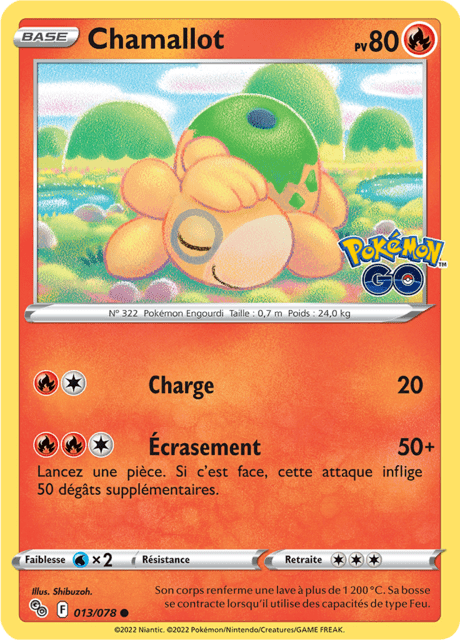 BASE Chamallot PV80
POKÉMON™
GO
N° 322 Pokémon Engourdi Taille : 0,7 m Poids : 24,0 kg
Charge 20
Écrasement 50+
Lancez une pièce. Si c'est face, cette attaque inflige
50 dégâts supplémentaires.
Faiblesse ×2 Résistance Retraite
Illus. Shibuzoh. Son corps renferme une lave à plus de 1 200 °C. Sa bosse
se contracte lorsqu'il utilise des capacités de type Feu.
GO F 013/078
©2022 Niantic. ©2022 Pokémon/Nintendo/Creatures/GAME FREAK.